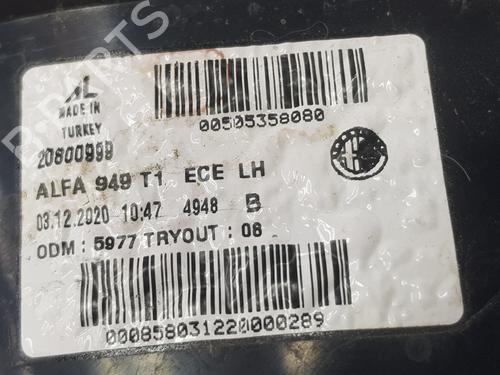 AL
MADE IN
TURKEY
00505358080
20800959
ALFA 949 T1 ECE LH
03.12.2020 10:47 4948 B
ODM : 5977 TRYOUT : 08
000858031220000289
B-PARTS